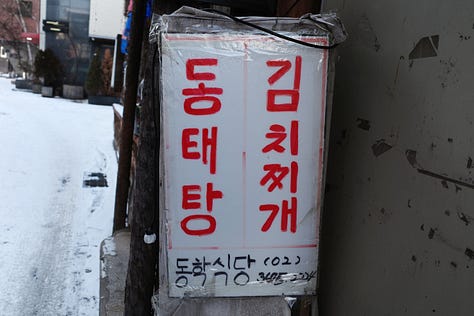 동태탕
김치찌개
동학식당 (02)